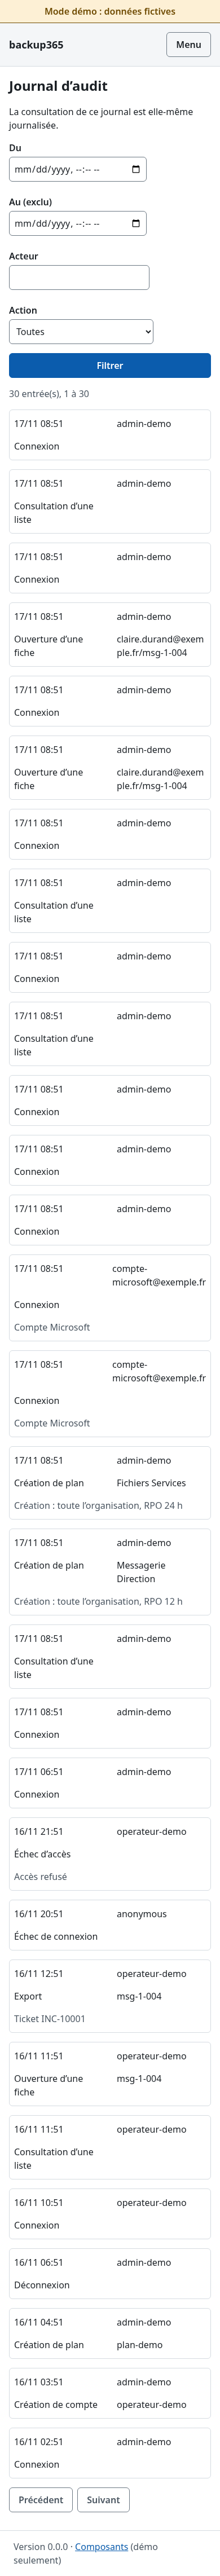 Mode démo : données fictives
backup365
Menu
Journal d’audit
La consultation de ce journal est elle-même
journalisée.
Du
mm/dd/yyyy, --:-- --
Au (exclu)
mm/dd/yyyy, --:-- --
Acteur
Action
Toutes
Filtrer
30 entrée(s), 1 à 30
17/11 08:51 admin-demo
Connexion
17/11 08:51 admin-demo
Consultation d’une
liste
17/11 08:51 admin-demo
Connexion
17/11 08:51 admin-demo
Ouverture d’une claire.durand@exem
fiche ple.fr/msg-1-004
17/11 08:51 admin-demo
Connexion
17/11 08:51 admin-demo
Ouverture d’une claire.durand@exem
fiche ple.fr/msg-1-004
17/11 08:51 admin-demo
Connexion
17/11 08:51 admin-demo
Consultation d’une
liste
17/11 08:51 admin-demo
Connexion
17/11 08:51 admin-demo
Consultation d’une
liste
17/11 08:51 admin-demo
Connexion
17/11 08:51 admin-demo
Connexion
17/11 08:51 admin-demo
Connexion
17/11 08:51 compte-
microsoft@exemple.fr
Connexion
Compte Microsoft
17/11 08:51 compte-
microsoft@exemple.fr
Connexion
Compte Microsoft
17/11 08:51 admin-demo
Création de plan Fichiers Services
Création : toute l’organisation, RPO 24 h
17/11 08:51 admin-demo
Création de plan Messagerie
Direction
Création : toute l’organisation, RPO 12 h
17/11 08:51 admin-demo
Consultation d’une
liste
17/11 08:51 admin-demo
Connexion
17/11 06:51 admin-demo
Connexion
16/11 21:51 operateur-demo
Échec d’accès
Accès refusé
16/11 20:51 anonymous
Échec de connexion
16/11 12:51 operateur-demo
Export msg-1-004
Ticket INC-10001
16/11 11:51 operateur-demo
Ouverture d’une msg-1-004
fiche
16/11 11:51 operateur-demo
Consultation d’une
liste
16/11 10:51 operateur-demo
Connexion
16/11 06:51 admin-demo
Déconnexion
16/11 04:51 admin-demo
Création de plan plan-demo
16/11 03:51 admin-demo
Création de compte operateur-demo
16/11 02:51 admin-demo
Connexion
Précédent Suivant
Version 0.0.0 · Composants (démo
seulement)